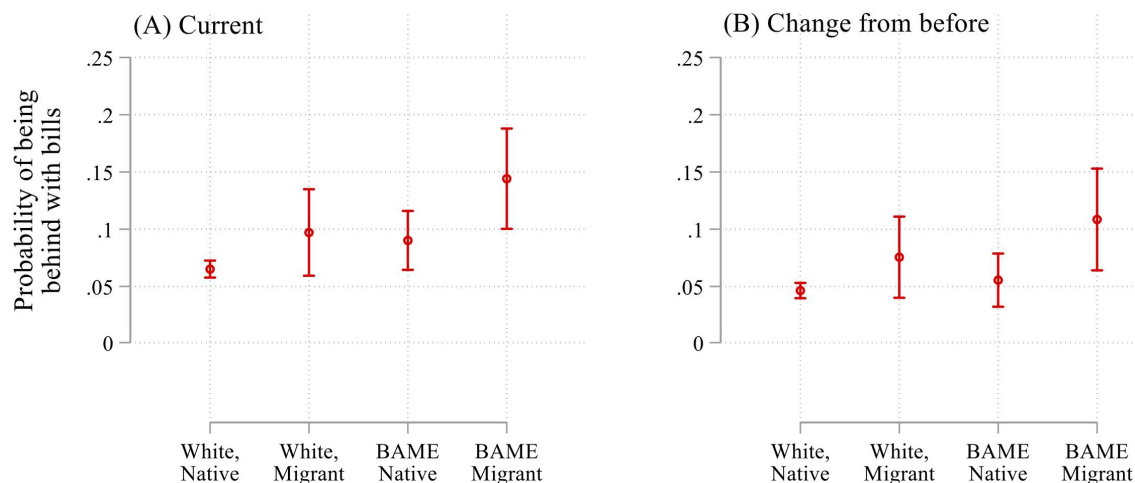 (A) Current
Probability of being
behind with bills
.25
.2
.15
.1
.05
0
White,
Native
White,
Migrant
BAME
Native
BAME
Migrant
(B) Change from before
.25
.2
.15
.1
.05
0
White,
Native
White,
Migrant
BAME
Native
BAME
Migrant